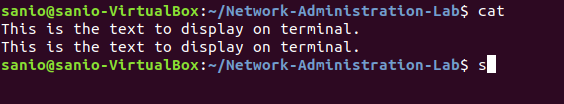 sanio@sanio-VirtualBox:~/Network-Administration-Lab$ cat
This is the text to display on terminal.
This is the text to display on terminal.
sanio@sanio-VirtualBox:~/Network-Administration-Lab$ s